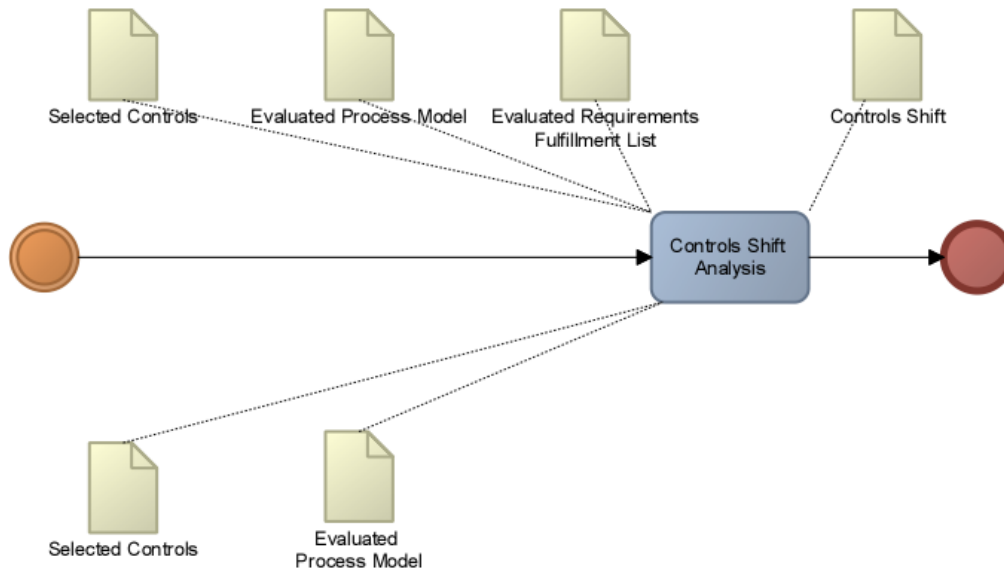 Selected Controls
Evaluated Process Model
Evaluated Requirements
Fulfillment List
Controls Shift
Controls Shift
Analysis
Selected Controls
Evaluated
Process Model